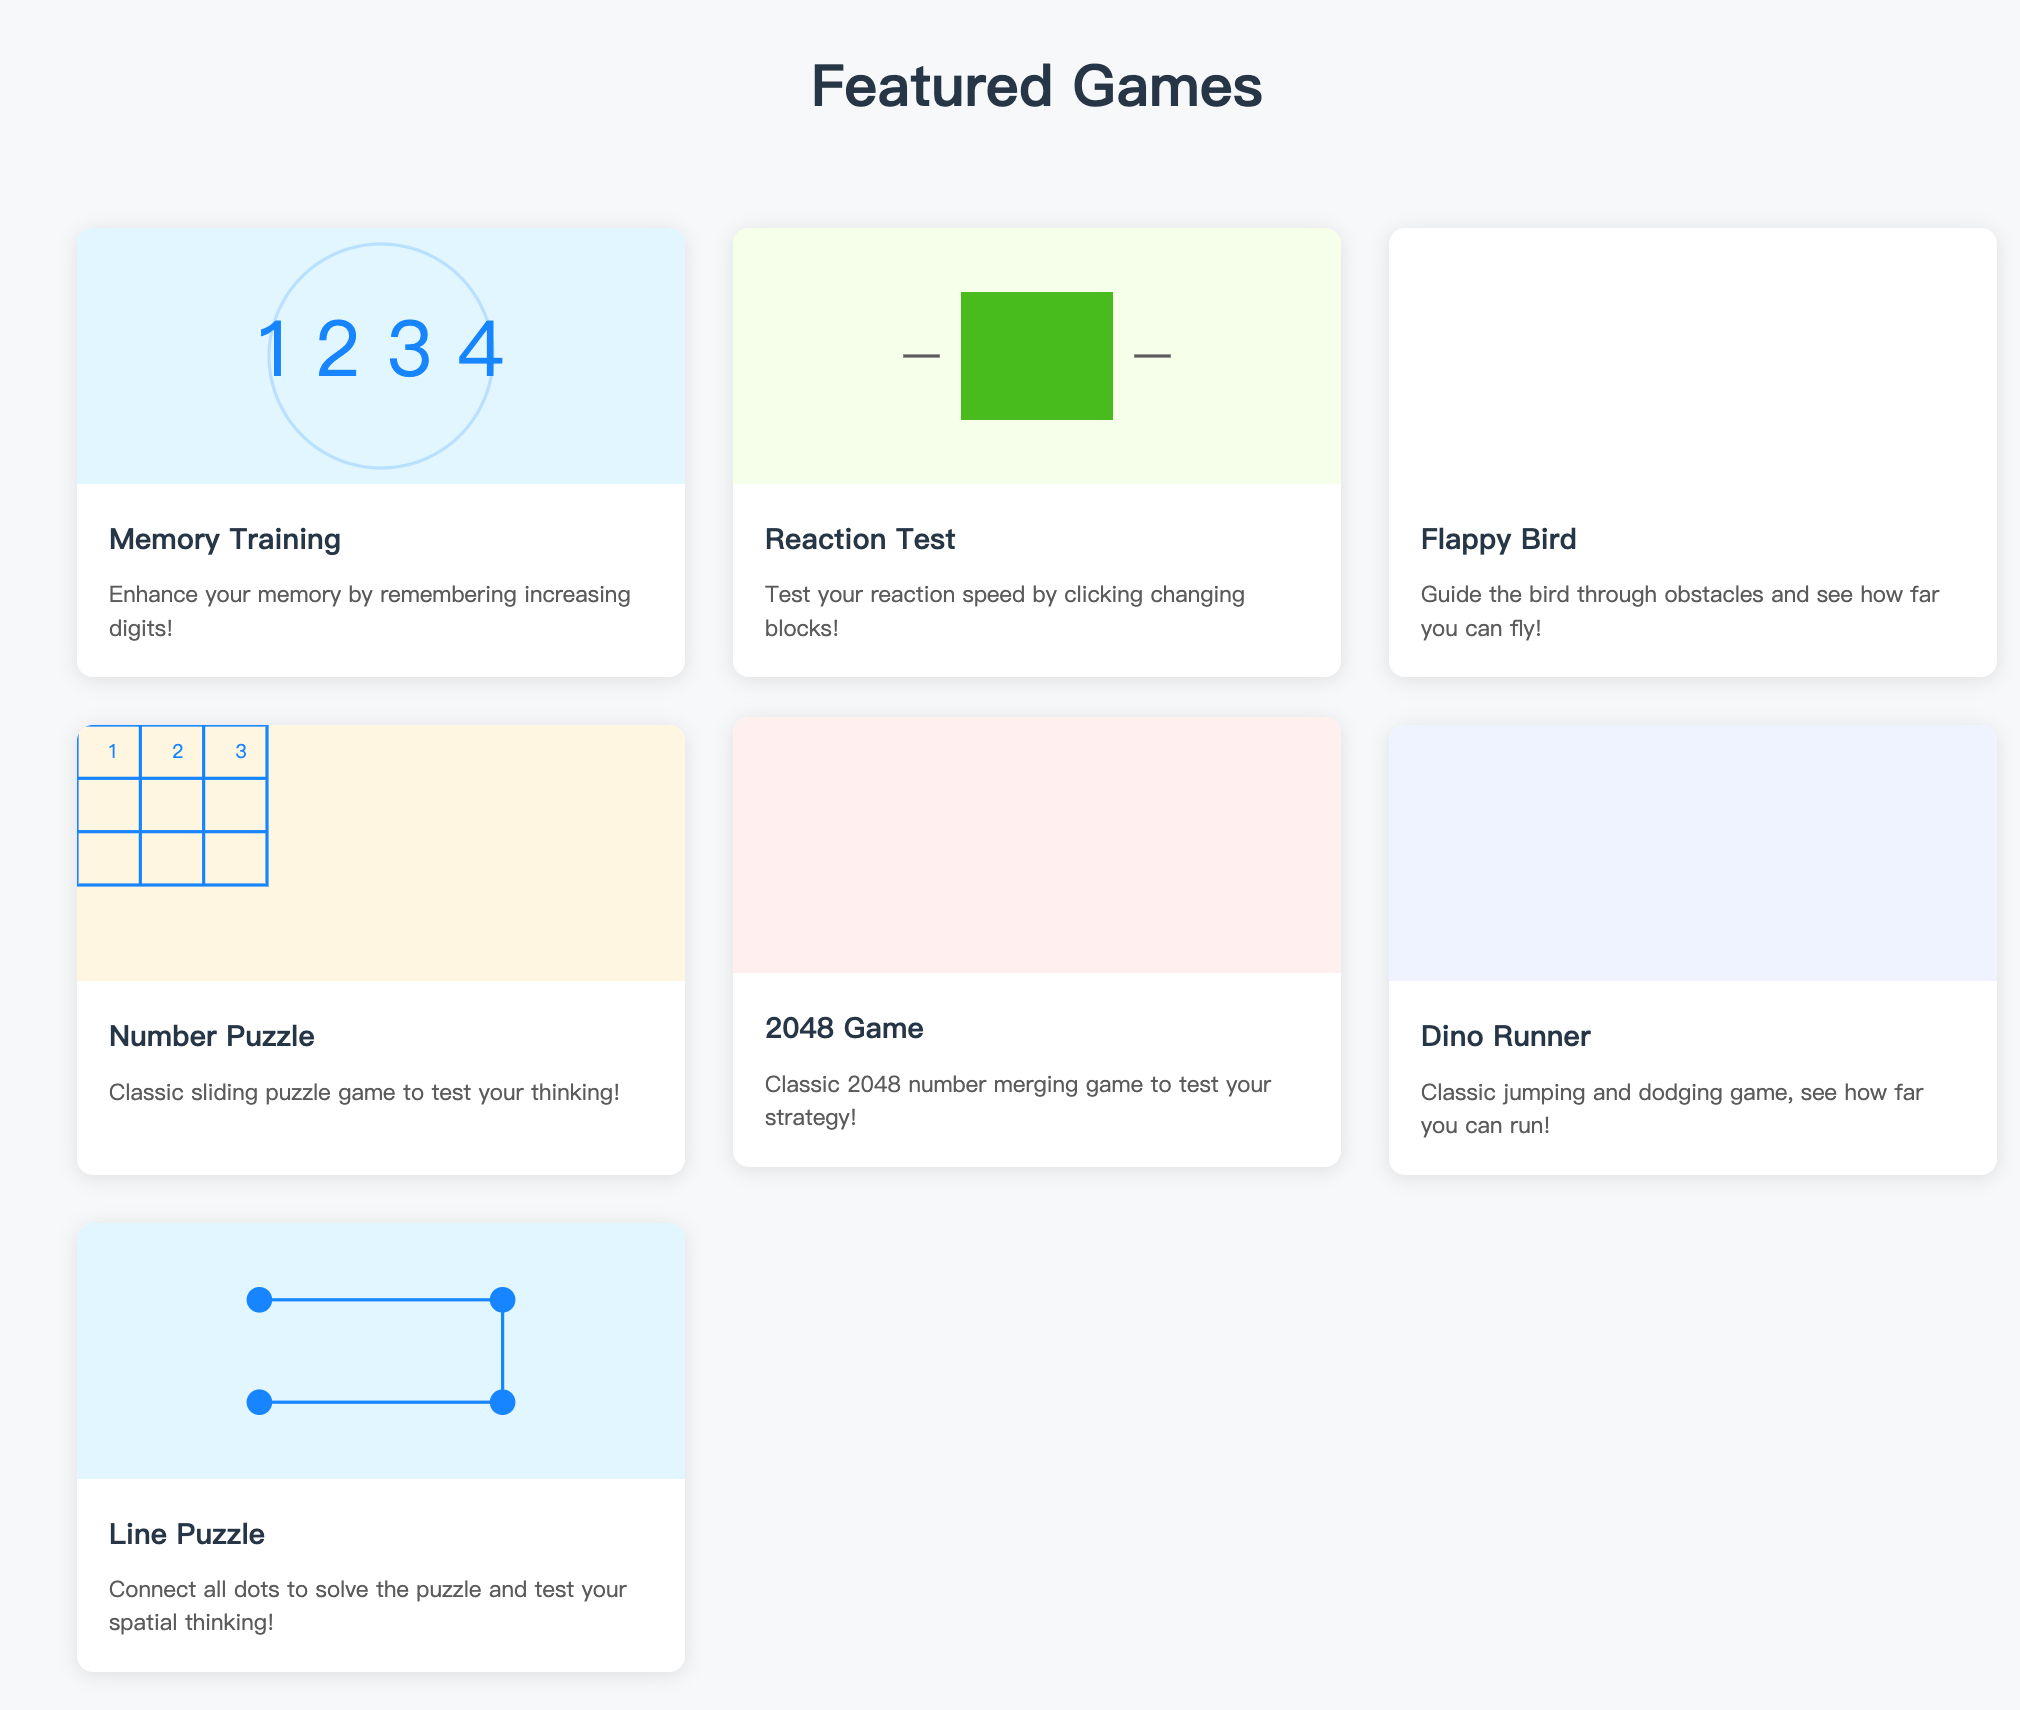 Featured Games
1 2 3 4
Memory Training
Enhance your memory by remembering increasing
digits!
Reaction Test
Test your reaction speed by clicking changing
blocks!
Flappy Bird
Guide the bird through obstacles and see how far
you can fly!
1 2 3
Number Puzzle
Classic sliding puzzle game to test your thinking!
2048 Game
Classic 2048 number merging game to test your
strategy!
Dino Runner
Classic jumping and dodging game, see how far
you can run!
Line Puzzle
Connect all dots to solve the puzzle and test your
spatial thinking!